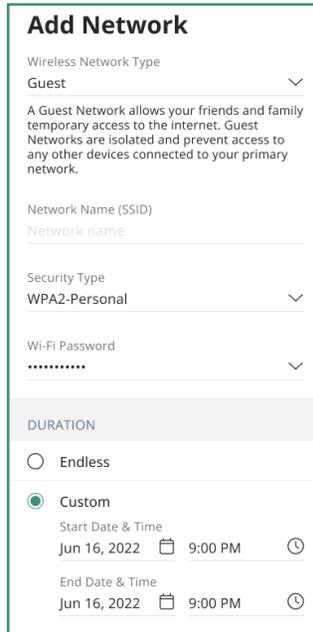 Add Network
Wireless Network Type
Guest
A Guest Network allows your friends and family
temporary access to the internet. Guest
Networks are isolated and prevent access to
any other devices connected to your primary
network.
Network Name (SSID)
Network name
Security Type
WPA2-Personal
Wi-Fi Password
•••••••••••
DURATION
Endless
Custom
Start Date & Time
Jun 16, 2022 9:00 PM
End Date & Time
Jun 16, 2022 9:00 PM